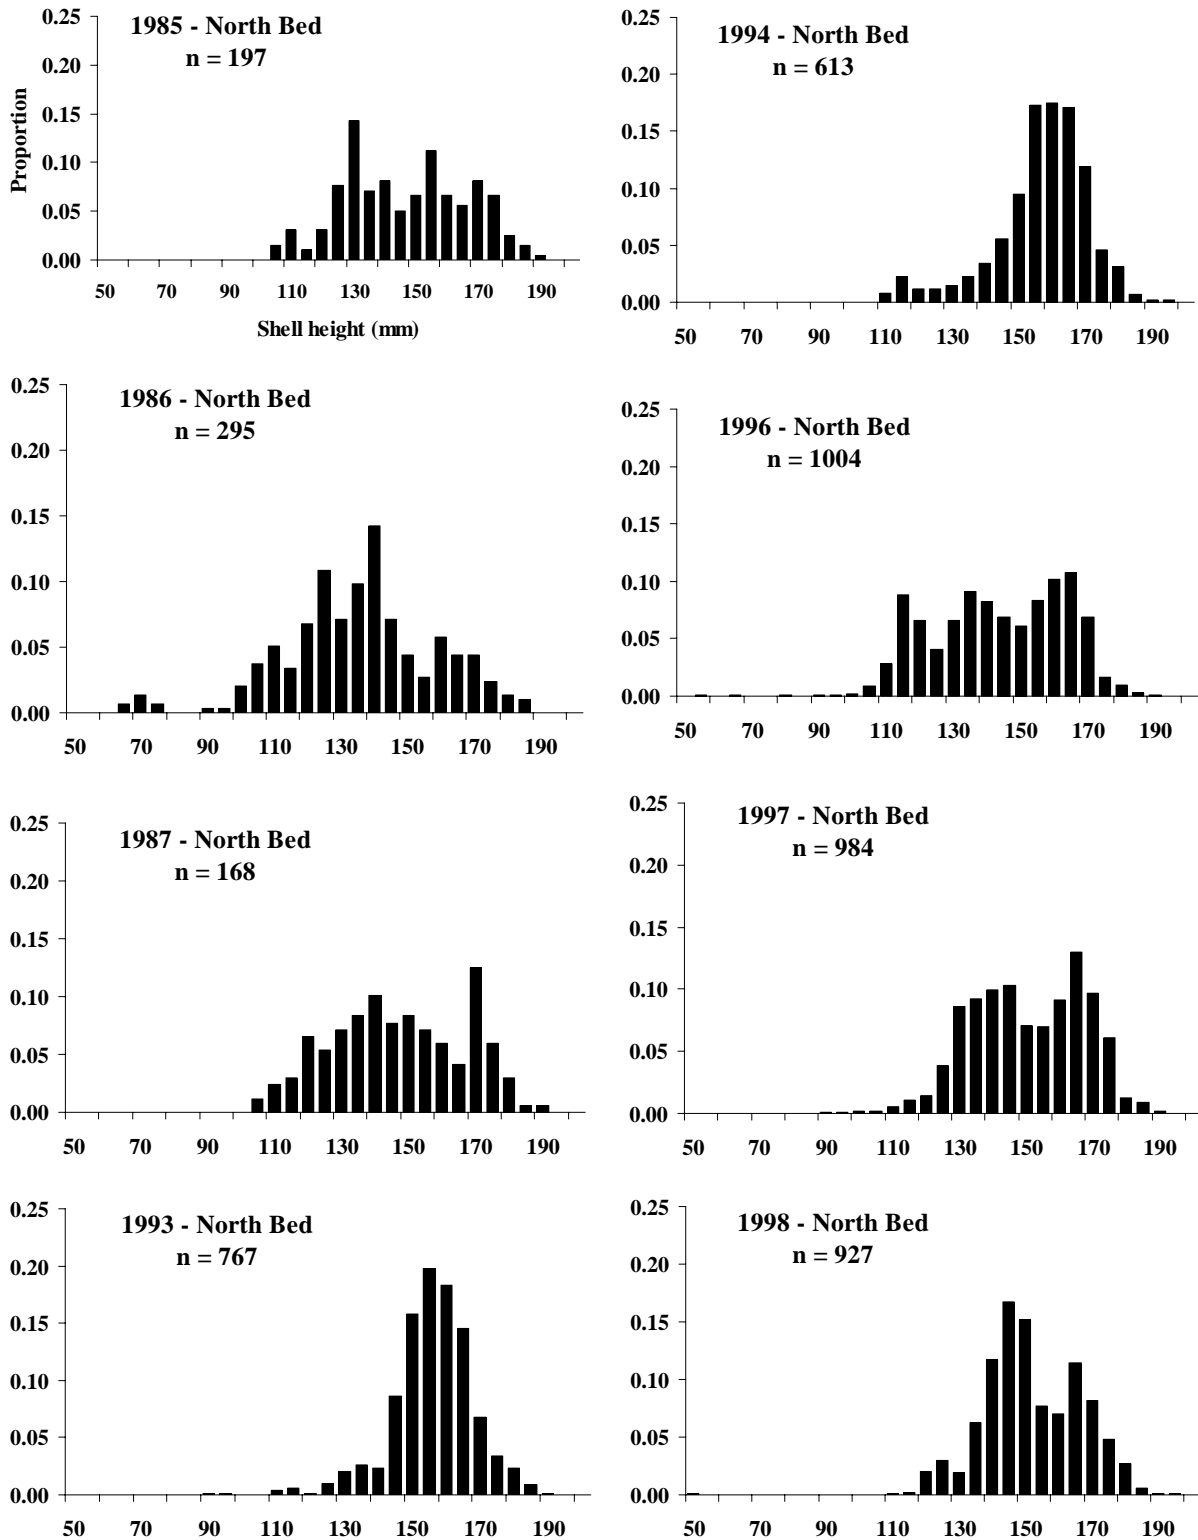 1985 - North Bed
n = 197
0.25
0.20
0.15
0.10
0.05
0.00
Proportion
50 70 90 110 130 150 170 190
Shell height (mm)
1994 - North Bed
n = 613
0.25
0.20
0.15
0.10
0.05
0.00
50 70 90 110 130 150 170 190
1986 - North Bed
n = 295
0.25
0.20
0.15
0.10
0.05
0.00
50 70 90 110 130 150 170 190
1996 - North Bed
n = 1004
0.25
0.20
0.15
0.10
0.05
0.00
50 70 90 110 130 150 170 190
1987 - North Bed
n = 168
0.25
0.20
0.15
0.10
0.05
0.00
50 70 90 110 130 150 170 190
1997 - North Bed
n = 984
0.25
0.20
0.15
0.10
0.05
0.00
50 70 90 110 130 150 170 190
1993 - North Bed
n = 767
0.25
0.20
0.15
0.10
0.05
0.00
50 70 90 110 130 150 170 190
1998 - North Bed
n = 927
0.25
0.20
0.15
0.10
0.05
0.00
50 70 90 110 130 150 170 190